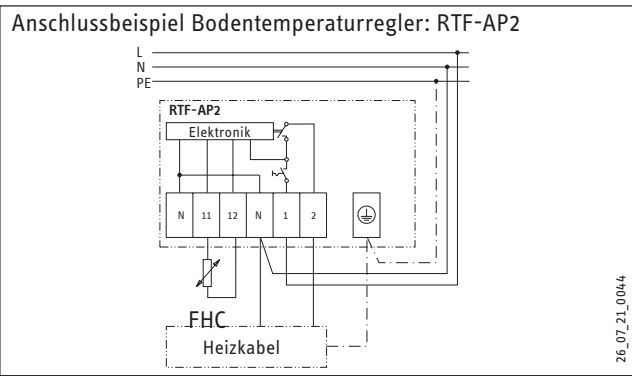 Anschlussbeispiel Bodentemperaturregler: RTF-AP2
L
N
PE
RTF-AP2
Elektronik
N 11 12 N 1 2
FHC
Heizkabel
26_07_21_0044